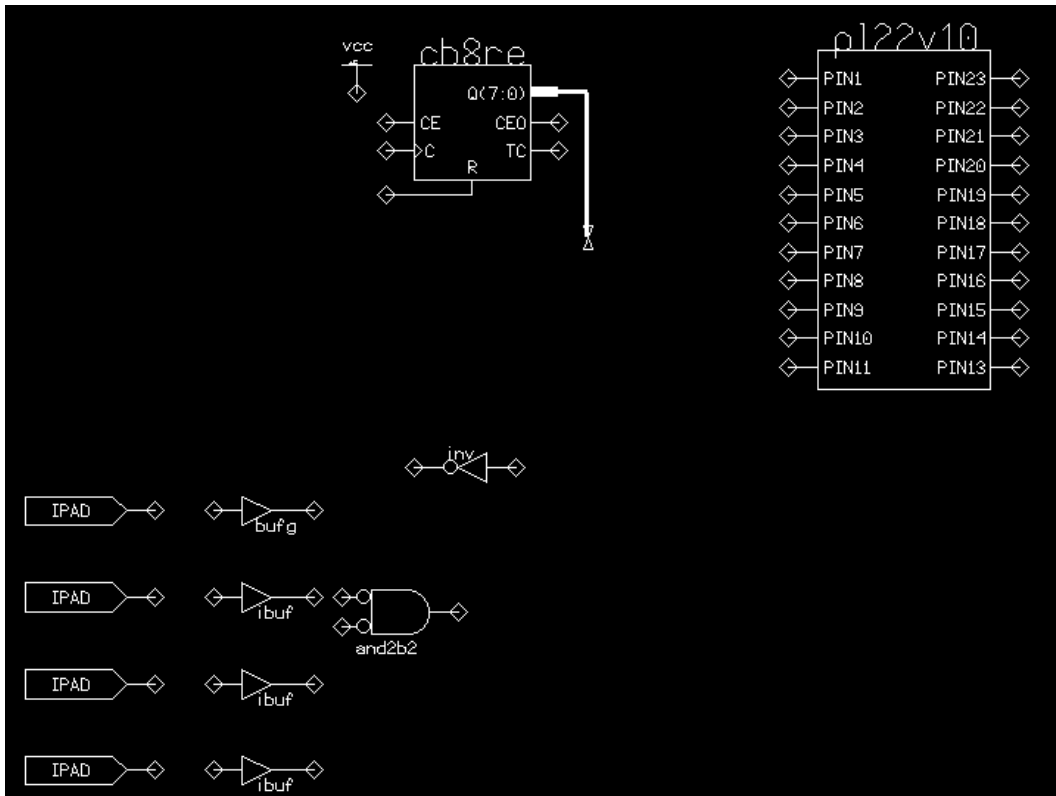 vcc
+5
cb8re
Q(7:0)
CE
CEO
C
TC
R
pl22v10
PIN1 PIN23
PIN2 PIN22
PIN3 PIN21
PIN4 PIN20
PIN5 PIN19
PIN6 PIN18
PIN7 PIN17
PIN8 PIN16
PIN9 PIN15
PIN10 PIN14
PIN11 PIN13
inv
IPAD
bufg
IPAD
ibuf
and2b2
IPAD
ibuf
IPAD
ibuf